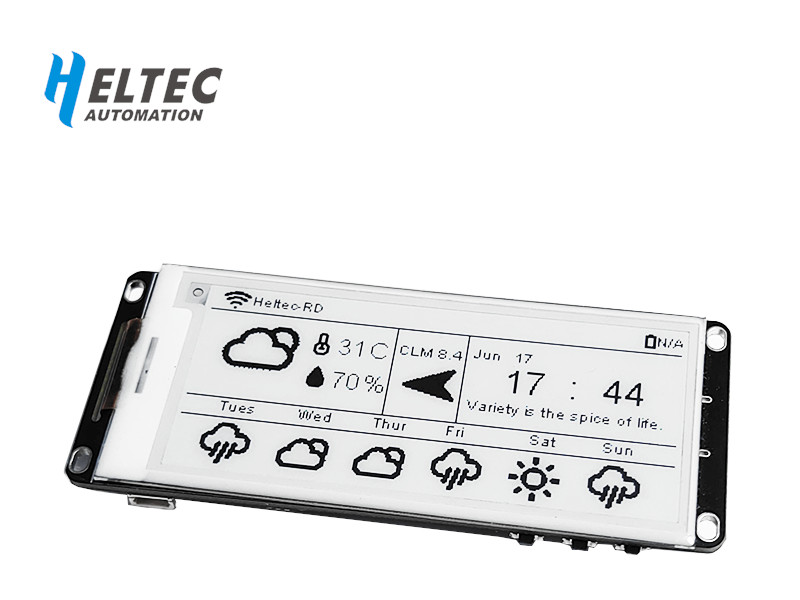 HELTEC
AUTOMATION
Heltec-RD
N/A
31C
70%
CLM 8.4
Jun 17
17 : 44
Variety is the spice of life.
Tues Wed Thur Fri Sat Sun